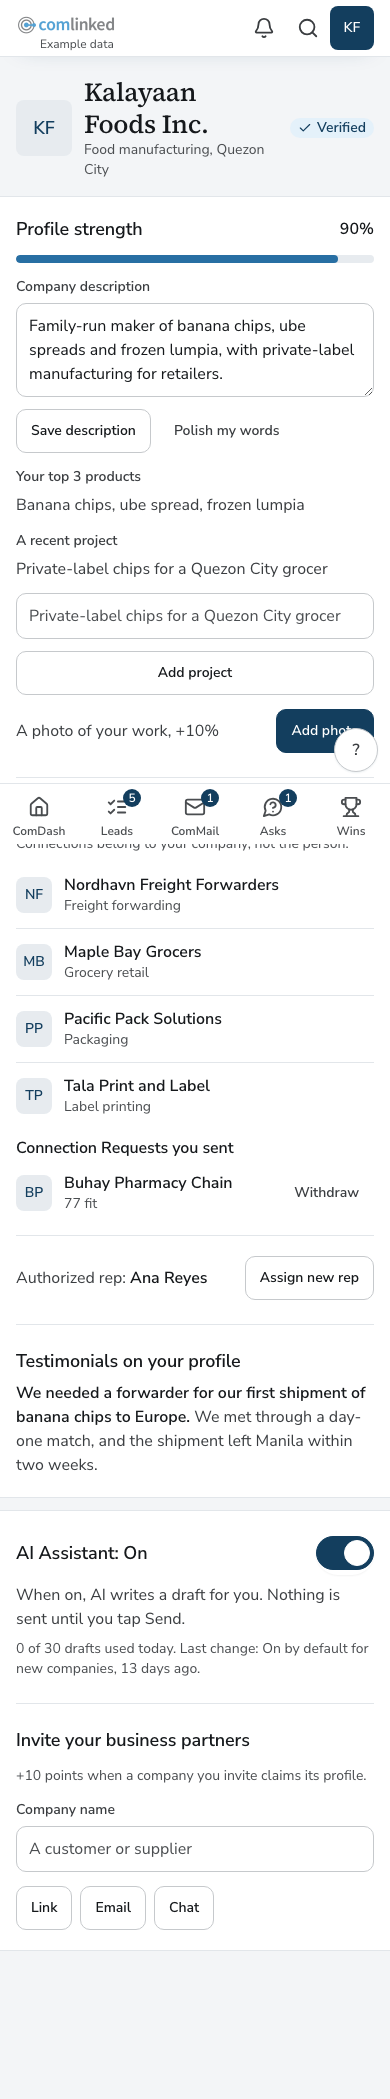 comlinked
Example data
KF
KF
Kalayaan
Foods Inc.
Food manufacturing, Quezon
City
Verified
Profile strength
90%
Company description
Family-run maker of banana chips, ube
spreads and frozen lumpia, with private-label
manufacturing for retailers.
Save description
Polish my words
Your top 3 products
Banana chips, ube spread, frozen lumpia
A recent project
Private-label chips for a Quezon City grocer
Private-label chips for a Quezon City grocer
Add project
A photo of your work, +10%
Add photo
?
5
1
1
ComDash
Leads
ComMail
Asks
Wins
Connections belong to your company, not the person.
NF
Nordhavn Freight Forwarders
Freight forwarding
MB
Maple Bay Grocers
Grocery retail
PP
Pacific Pack Solutions
Packaging
TP
Tala Print and Label
Label printing
Connection Requests you sent
BP
Buhay Pharmacy Chain
77 fit
Withdraw
Authorized rep: Ana Reyes
Assign new rep
Testimonials on your profile
We needed a forwarder for our first shipment of
banana chips to Europe. We met through a day-
one match, and the shipment left Manila within
two weeks.
AI Assistant: On
When on, AI writes a draft for you. Nothing is
sent until you tap Send.
0 of 30 drafts used today. Last change: On by default for
new companies, 13 days ago.
Invite your business partners
+10 points when a company you invite claims its profile.
Company name
A customer or supplier
Link
Email
Chat